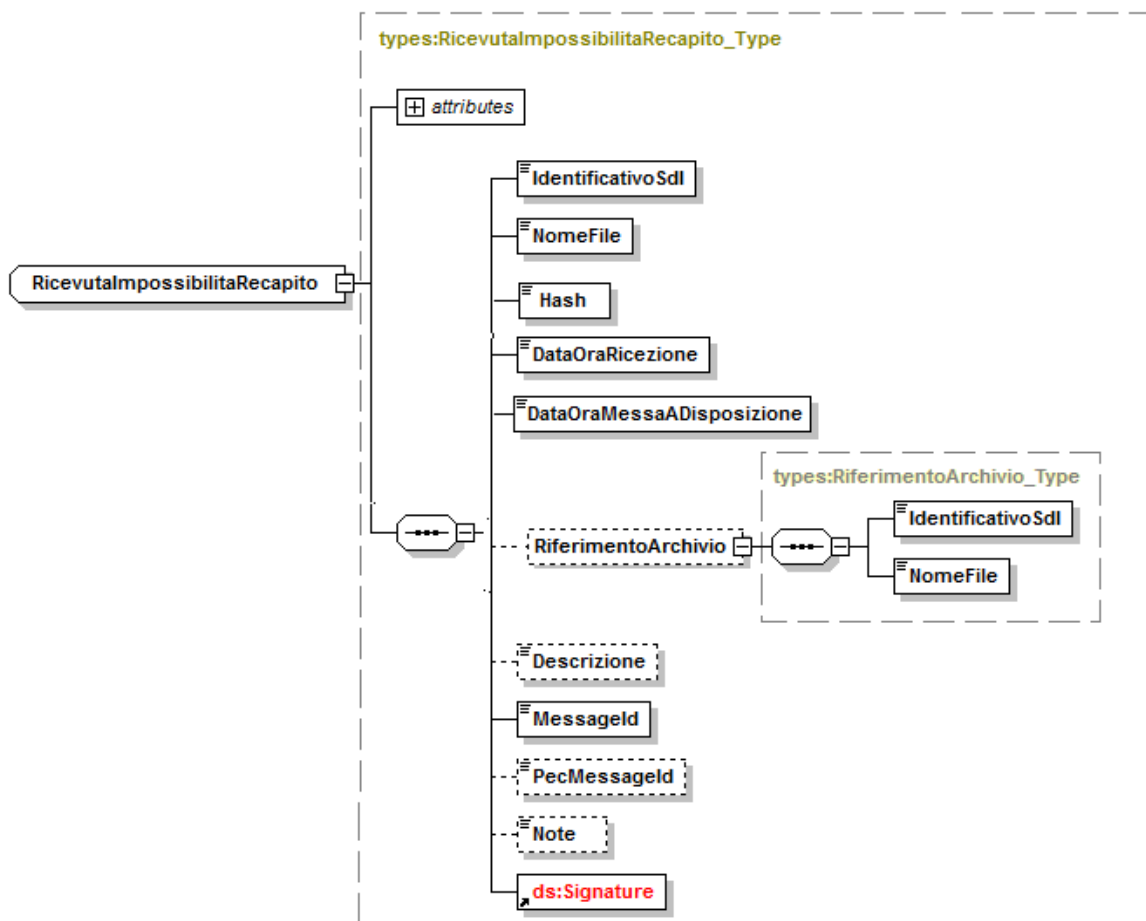 types:RicevutaImpossibilitaRecapito_Type
attributes
IdentificativoSdI
NomeFile
RicevutaImpossibilitaRecapito
Hash
DataOraRicezione
DataOraMessaADisposizione
types:RiferimentoArchivio_Type
IdentificativoSdI
RiferimentoArchivio
NomeFile
Descrizione
MessageId
PecMessageId
Note
ds:Signature